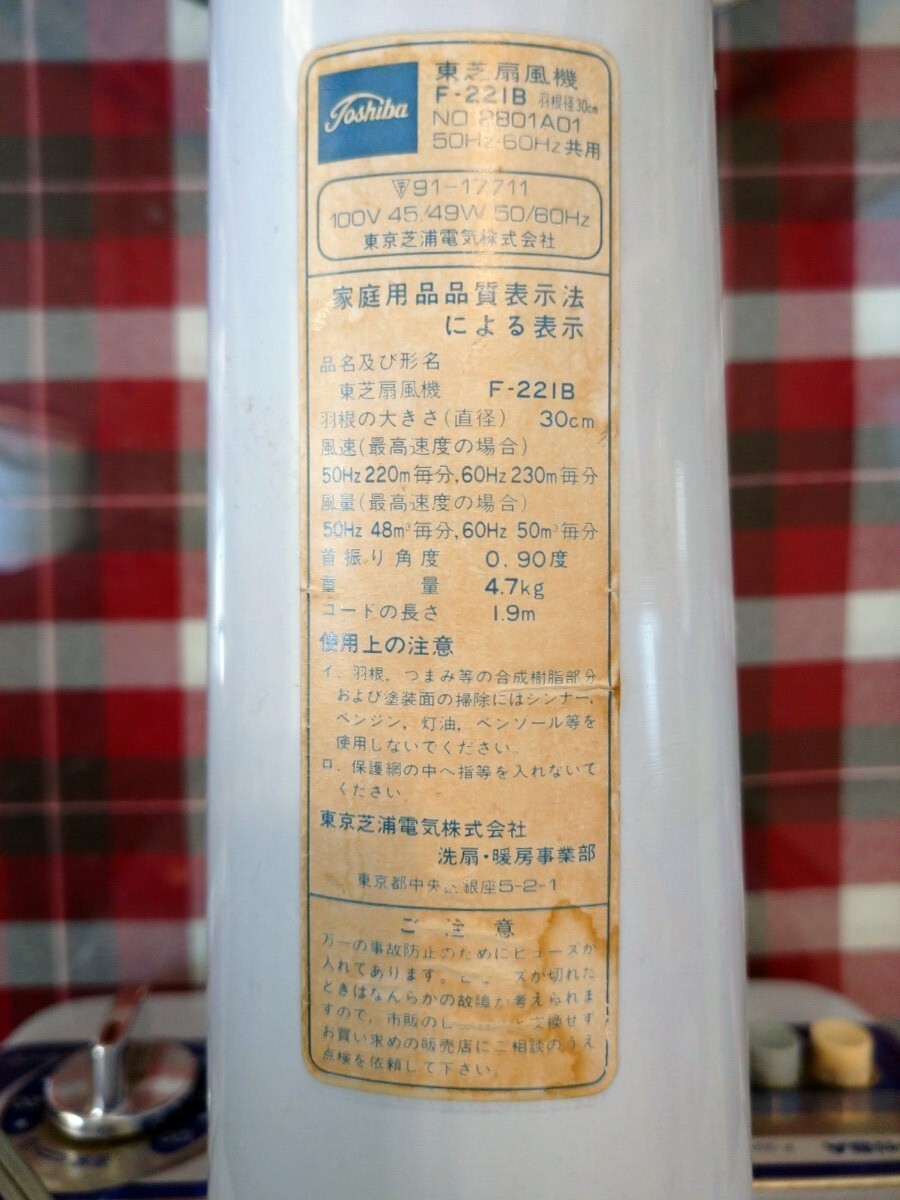 Toshiba
東芝扇風機
F-221B 羽根径30cm
NO 2801A01
50Hz-60Hz共用
91-17711
100V 45/49W 50/60Hz
東京芝浦電気株式会社
家庭用品品質表示法
による表示
品名及び形名
東芝扇風機 F-221B
羽根の大きさ(直径) 30cm
風速(最高速度の場合)
50Hz 220m毎分,60Hz 230m毎分
風量(最高速度の場合)
50Hz 48m³毎分,60Hz 50m³毎分
首振り角度 0.90度
重量 4.7kg
コードの長さ 1.9m
使用上の注意
イ.羽根,つまみ等の合成樹脂部分
および塗装面の掃除にはシンナー,
ベンジン,灯油,ベンゾール等を
使用しないでください。
ロ.保護網の中へ指等を入れないで
ください
東京芝浦電気株式会社
洗扇・暖房事業部
東京都中央 銀座5-2-1
ご注意
万一の事故防止のためにヒューズが
入れてあります。 ズが切れた
ときはなんらかの故障が考えられま
すので,市販の 交換せず
お買い求めの販売店にご相談のうえ
点検を依頼して下さい。